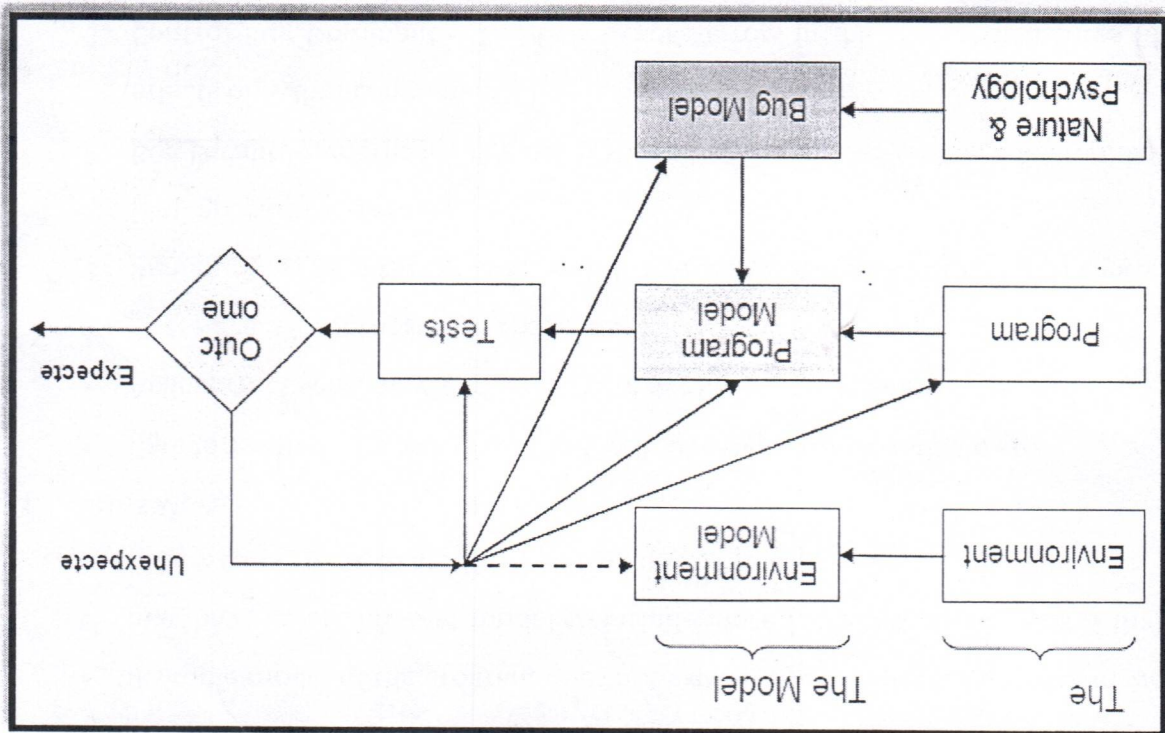 The
The Model
Environment
Environment
Model
Unexpecte
Program
Program
Model
Tests
Outc
ome
Expecte
Nature &
Psychology
Bug Model